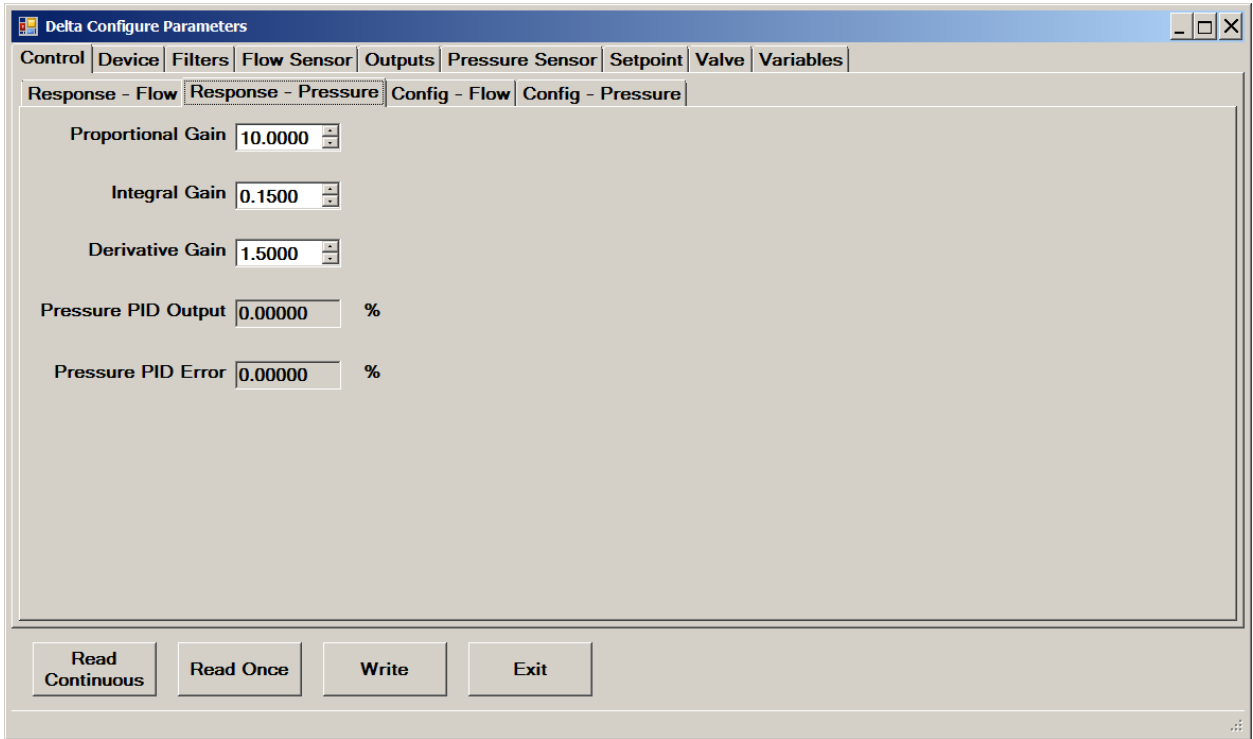 Delta Configure Parameters
Control Device Filters Flow Sensor Outputs Pressure Sensor Setpoint Valve Variables
Response - Flow Response - Pressure Config - Flow Config - Pressure
Proportional Gain 10.0000
Integral Gain 0.1500
Derivative Gain 1.5000
Pressure PID Output 0.00000 %
Pressure PID Error 0.00000 %
Read
Continuous
Read Once
Write
Exit